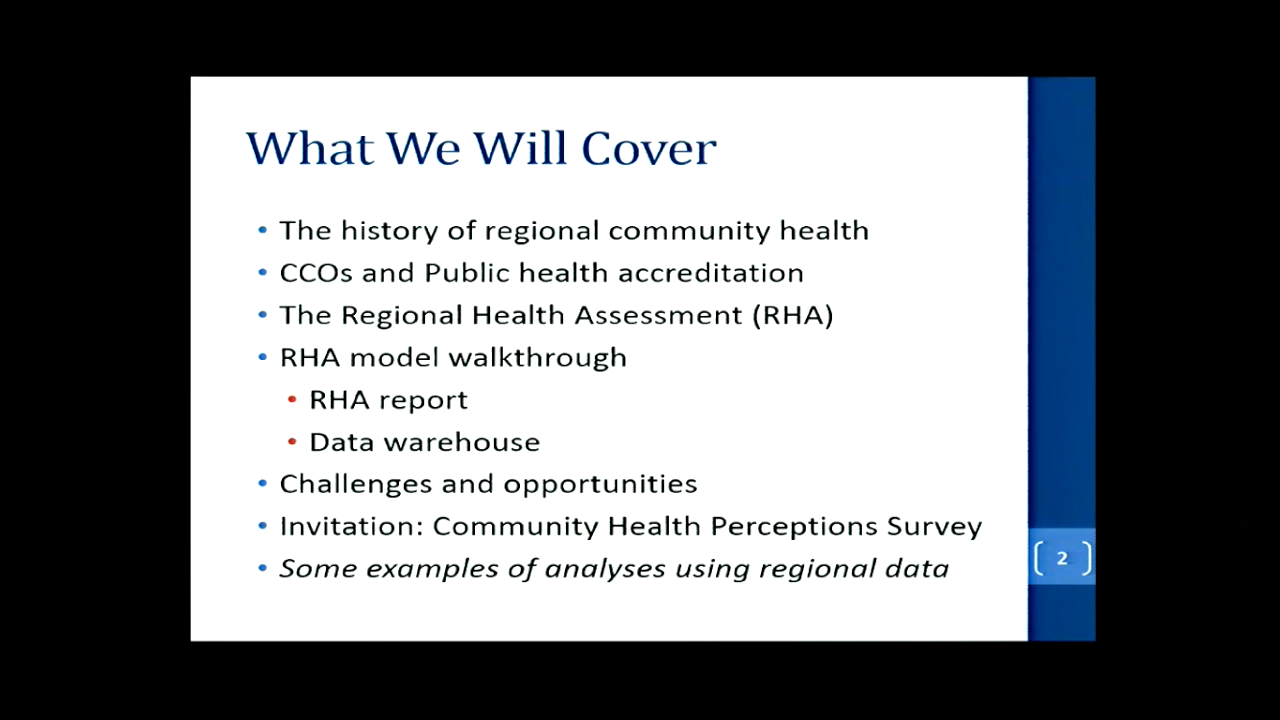 What We Will Cover
• The history of regional community health
• CCOs and Public health accreditation
• The Regional Health Assessment (RHA)
• RHA model walkthrough
• RHA report
• Data warehouse
• Challenges and opportunities
• Invitation: Community Health Perceptions Survey
• Some examples of analyses using regional data
2